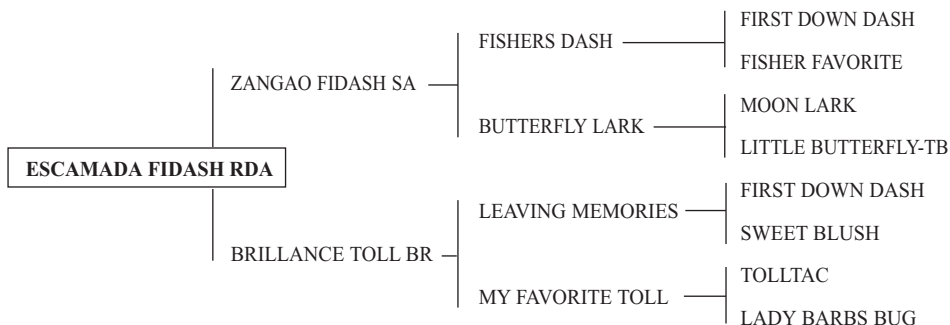 FIRST DOWN DASH
FISHERS DASH
FISHER FAVORITE
ZANGAO FIDASH SA
MOON LARK
BUTTERFLY LARK
LITTLE BUTTERFLY-TB
ESCAMADA FIDASH RDA
FIRST DOWN DASH
LEAVING MEMORIES
SWEET BLUSH
BRILLANCE TOLL BR
TOLLTAC
MY FAVORITE TOLL
LADY BARBS BUG